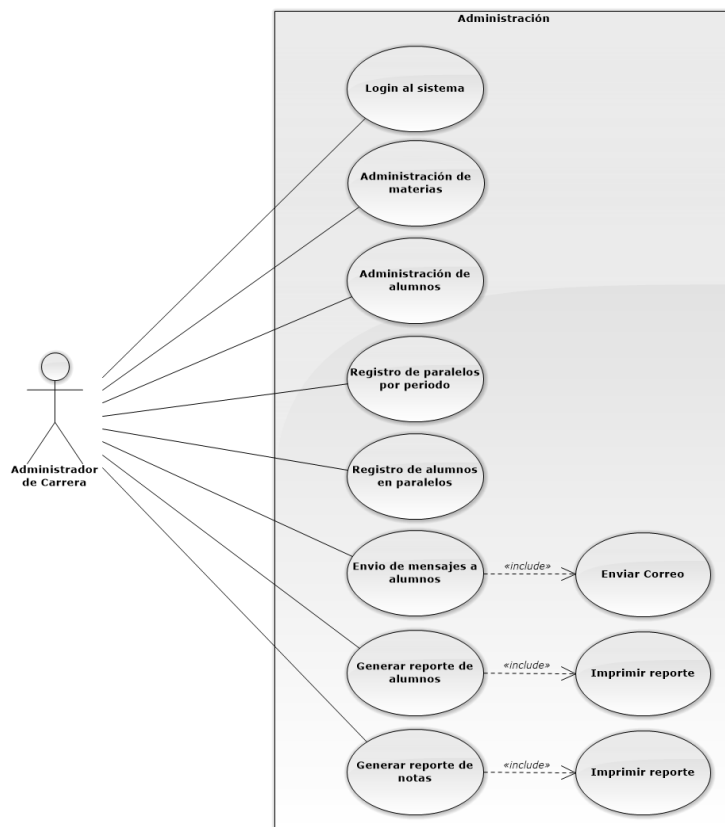 Administración
Login al sistema
Administración de
materias
Administración de
alumnos
Registro de paralelos
por periodo
Administrador
de Carrera
Registro de alumnos
en paralelos
Envio de mensajes a
alumnos
«include»
Enviar Correo
Generar reporte de
alumnos
«include»
Imprimir reporte
Generar reporte de
notas
«include»
Imprimir reporte